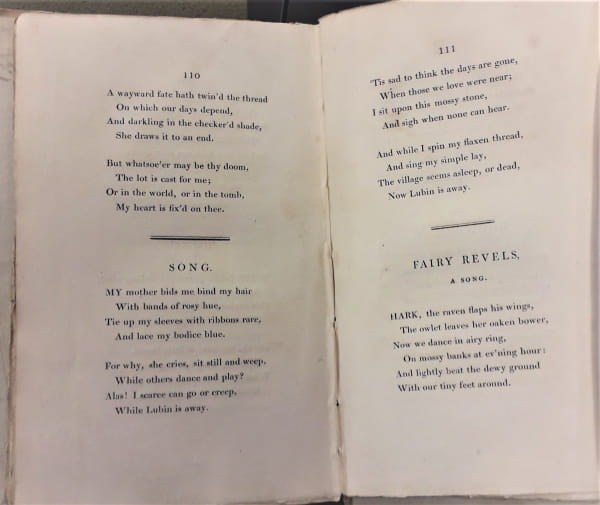 110
A wayward fate hath twin'd the thread
On which our days depend,
And darkling in the checker'd shade,
She draws it to an end.
But whatsoe'er may be thy doom,
The lot is cast for me;
Or in the world, or in the tomb,
My heart is fix'd on thee.
SONG.
MY mother bids me bind my hair
With bands of rosy hue,
Tie up my sleeves with ribbons rare,
And lace my bodice blue.
For why, she cries, sit still and weep,
While others dance and play?
Alas! I scarce can go or creep,
While Lubin is away.
111
'Tis sad to think the days are gone,
When those we love were near;
I sit upon this mossy stone,
And sigh when none can hear.
And while I spin my flaxen thread,
And sing my simple lay,
The village seems asleep, or dead,
Now Lubin is away.
FAIRY REVELS,
A SONG.
HARK, the raven flaps his wings,
The owlet leaves her oaken bower,
Now we dance in airy ring,
On mossy banks at ev'ning hour:
And lightly beat the dewy ground
With our tiny feet around.